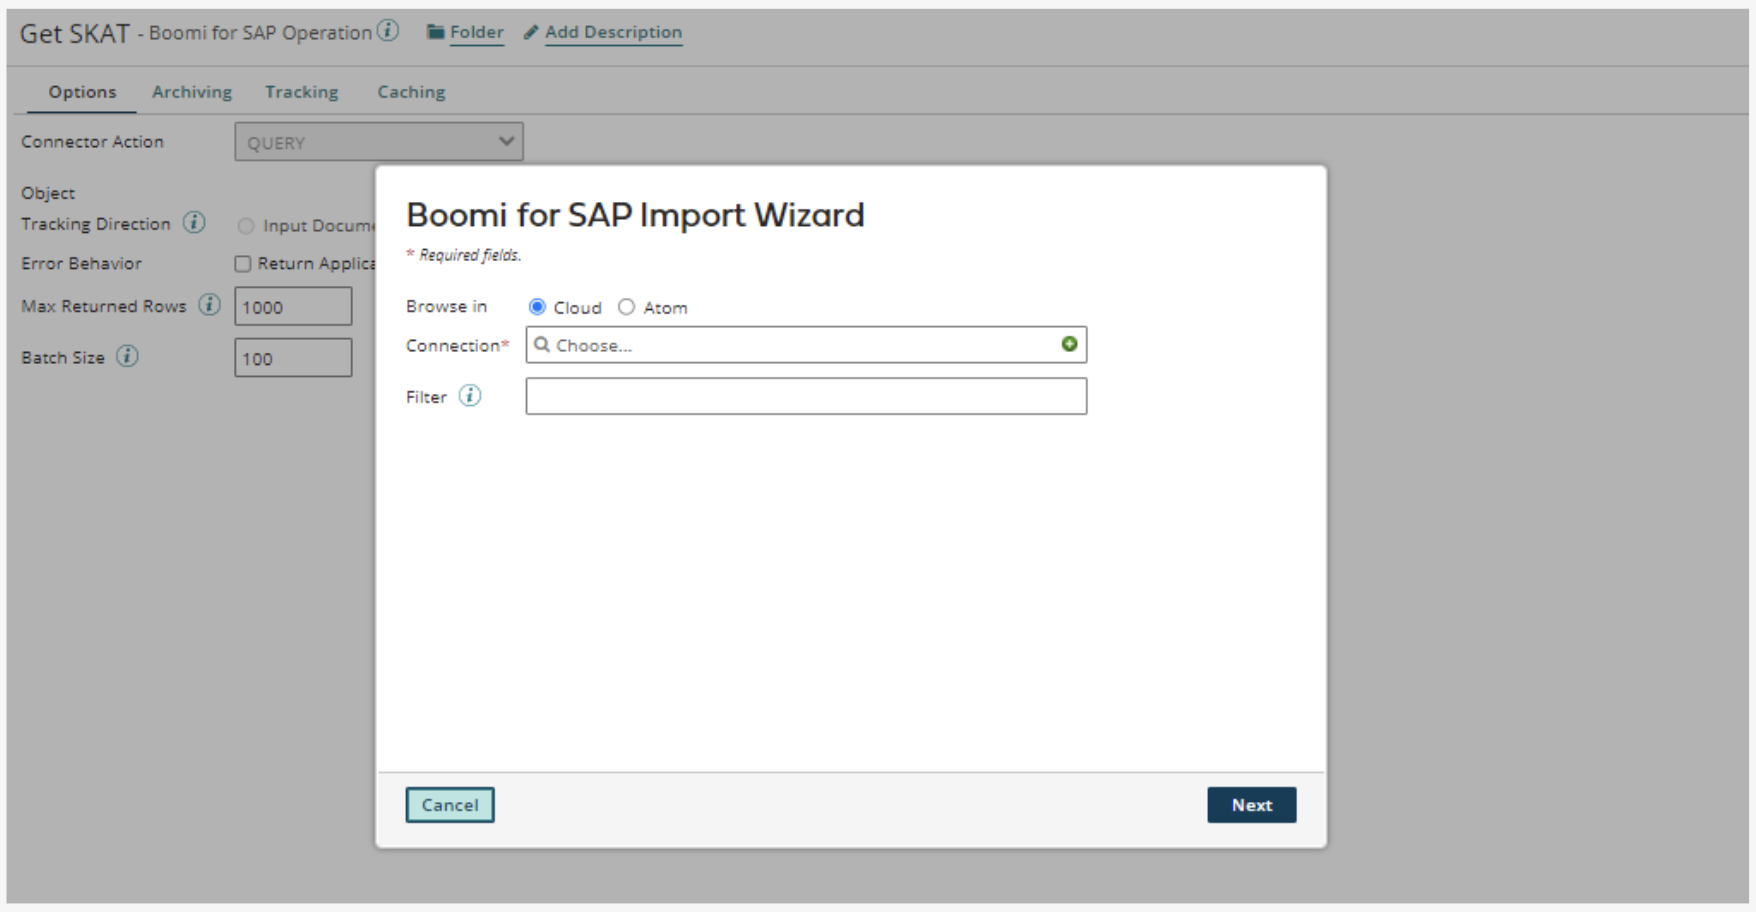 Get SKAT - Boomi for SAP Operation i Folder Add Description
Options Archiving Tracking Caching
Connector Action QUERY
Object
Tracking Direction i Input Docum
Error Behavior Return Applica
Max Returned Rows i 1000
Batch Size i 100
Boomi for SAP Import Wizard
* Required fields.
Browse in Cloud Atom
Connection* Choose...
Filter i
Cancel Next